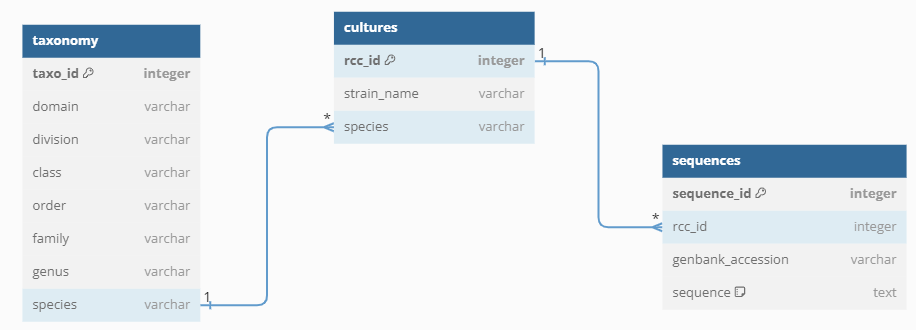 taxonomy
taxo_id integer
domain varchar
division varchar
class varchar
order varchar
family varchar
genus varchar
species varchar
1
*
cultures
rcc_id integer
strain_name varchar
species varchar
1
*
sequences
sequence_id integer
rcc_id integer
genbank_accession varchar
sequence text